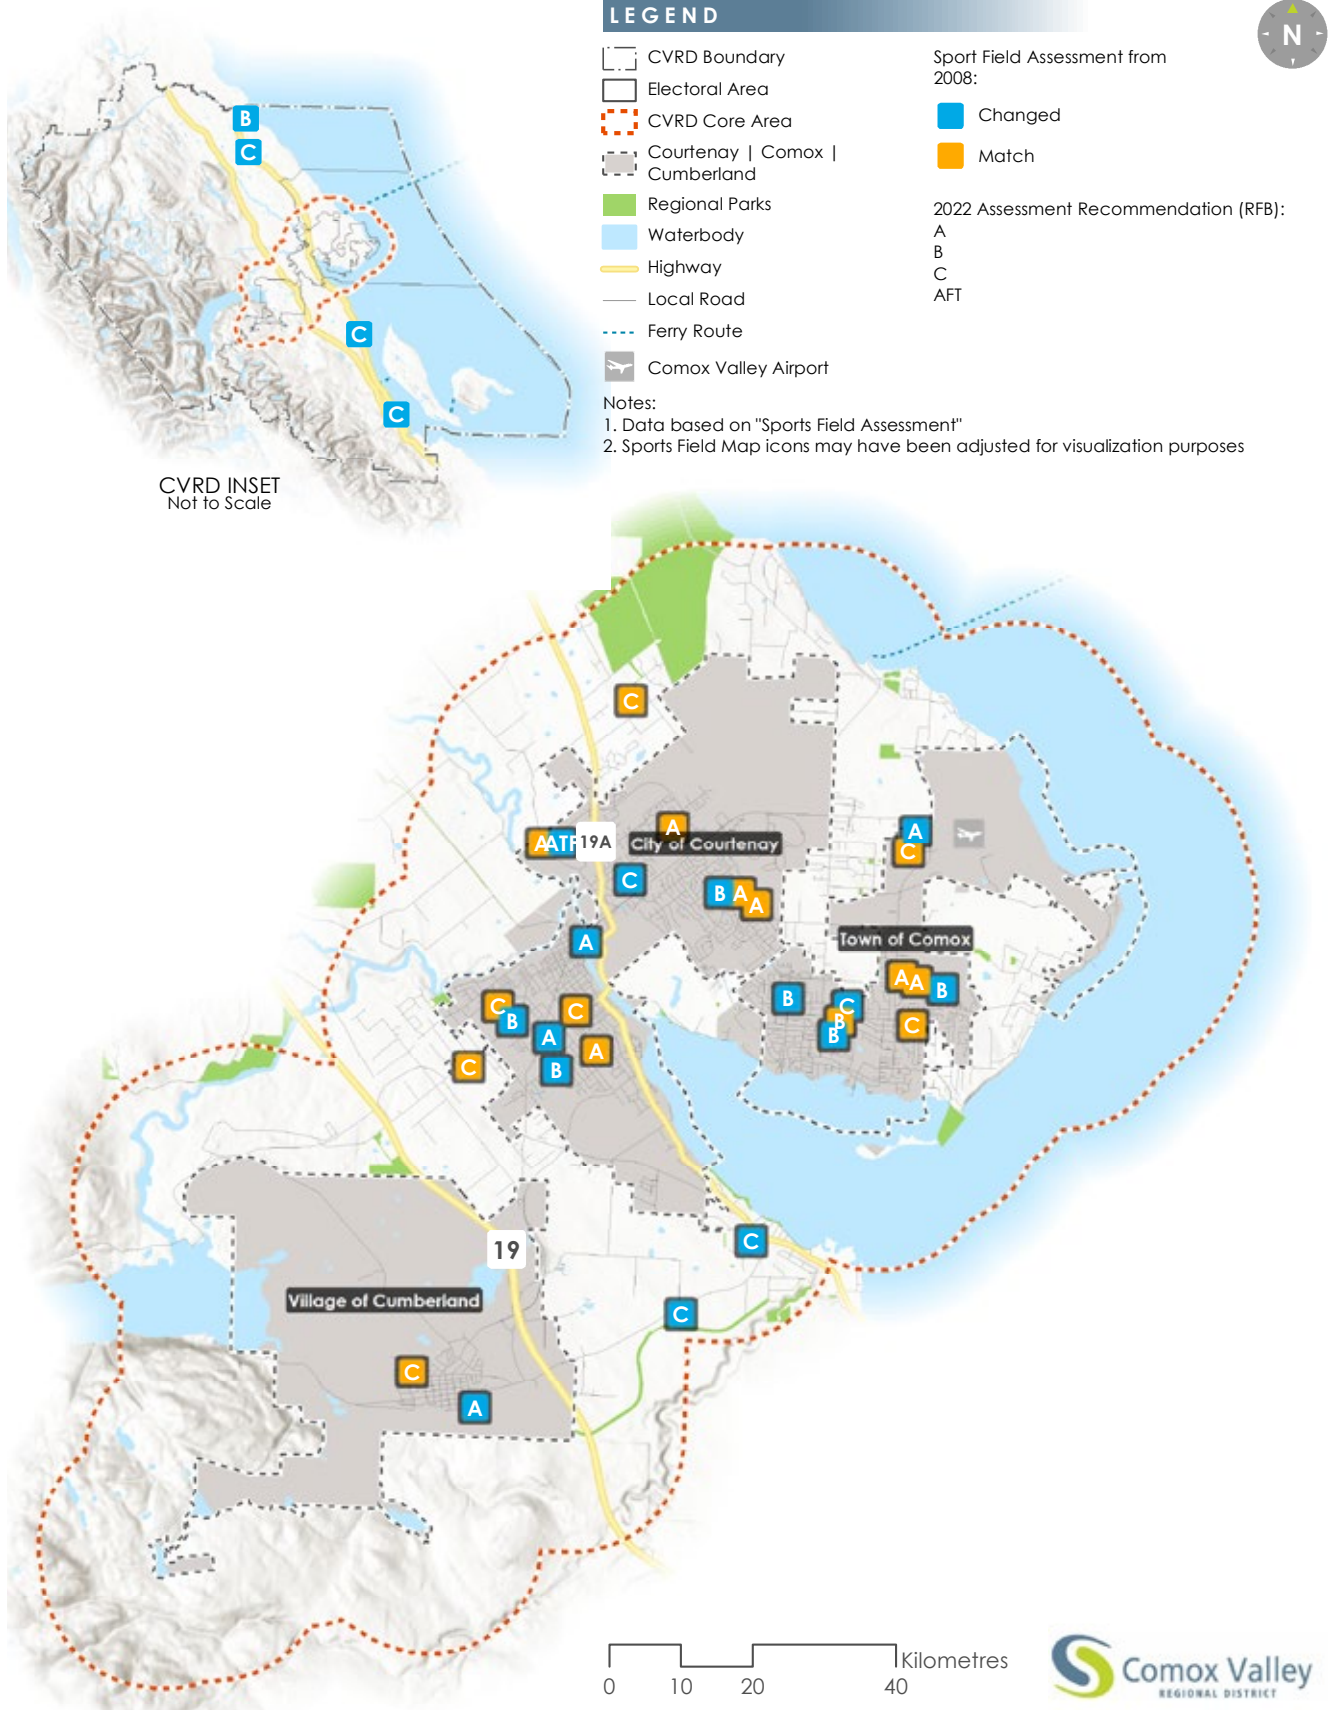 LEGEND
N
CVRD Boundary
Electoral Area
CVRD Core Area
Courtenay | Comox |
Cumberland
Regional Parks
Waterbody
Highway
Local Road
Ferry Route
Comox Valley Airport
Sport Field Assessment from
2008:
Changed
Match
2022 Assessment Recommendation (RFB):
A
B
C
AFT
Notes:
1. Data based on "Sports Field Assessment"
2. Sports Field Map icons may have been adjusted for visualization purposes
B
C
C
C
CVRD INSET
Not to Scale
C
A
A
ATF
19A
City of Courtenay
A
C
C
B
A
A
A
Town of Comox
A
A
B
B
C
B
B
C
C
B
C
A
A
B
C
C
19
Village of Cumberland
C
C
A
Kilometres
0 10 20 40
Comox Valley
REGIONAL DISTRICT